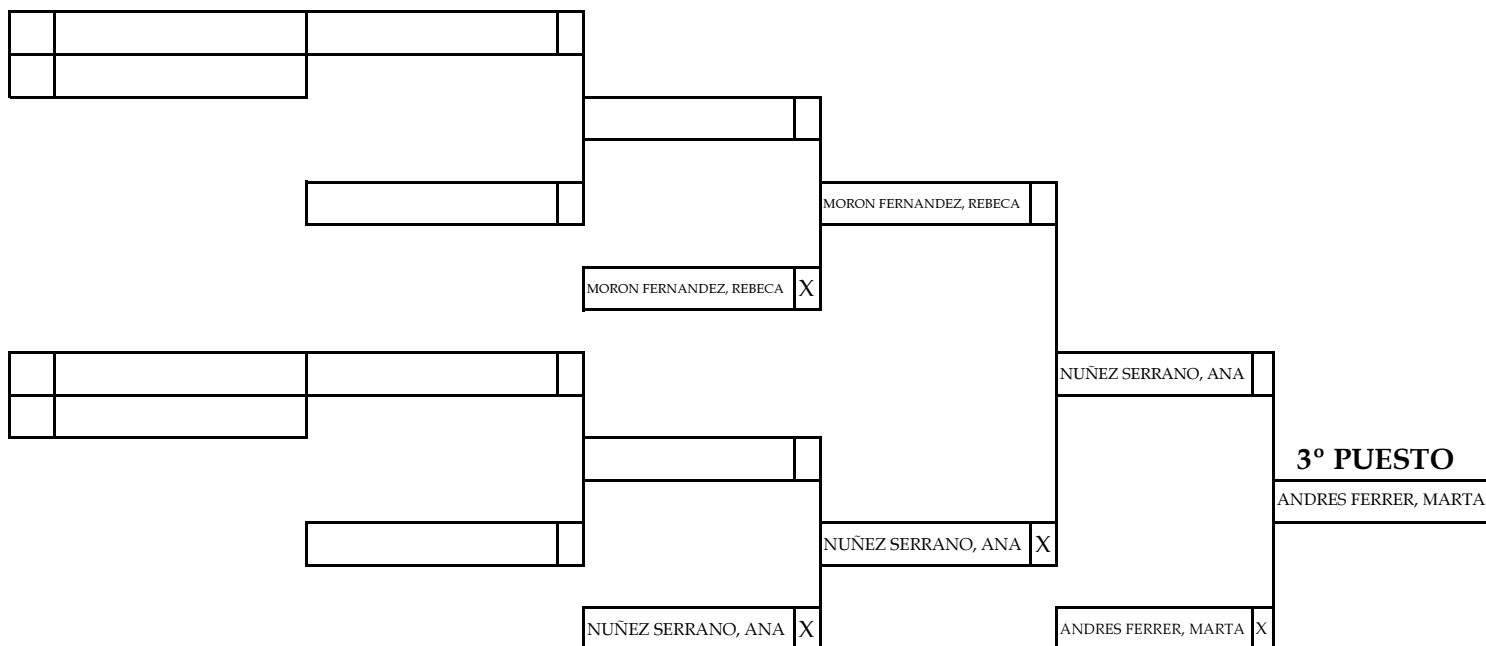 MORON FERNANDEZ, REBECA
MORON FERNANDEZ, REBECA X
NUÑEZ SERRANO, ANA
3º PUESTO
ANDRES FERRER, MARTA
NUÑEZ SERRANO, ANA X
NUÑEZ SERRANO, ANA X
ANDRES FERRER, MARTA X